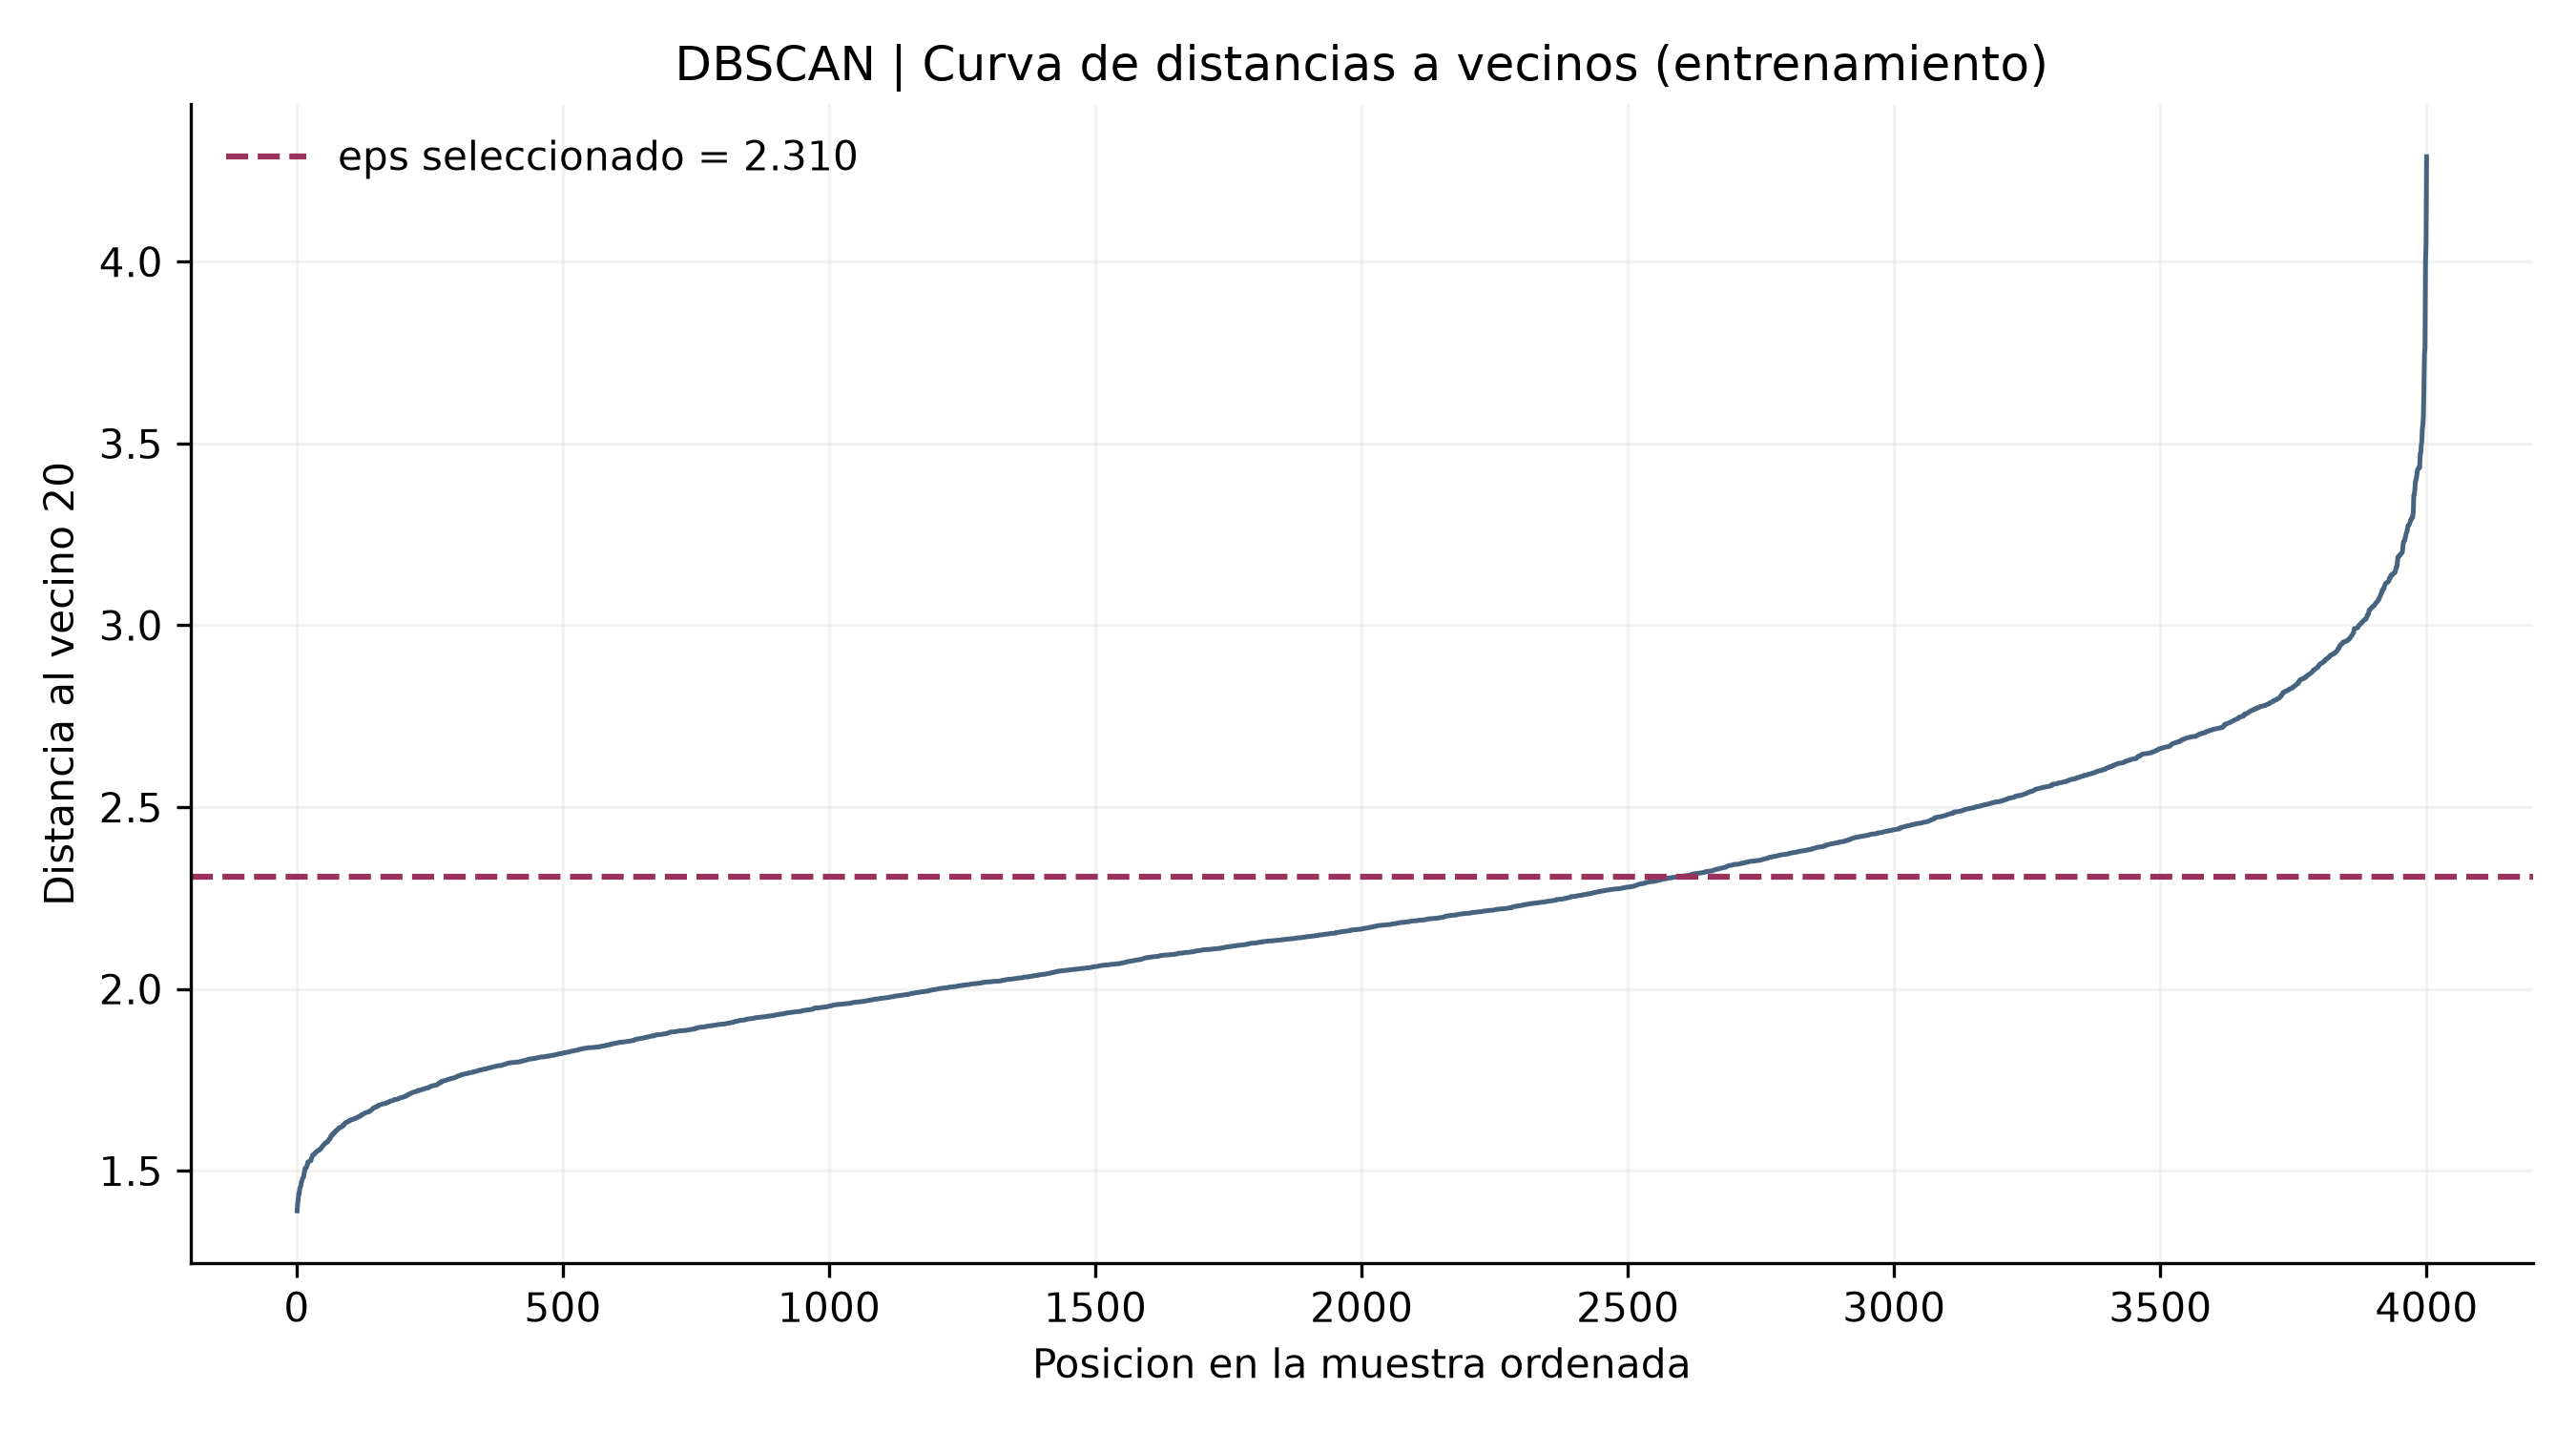 DBSCAN | Curva de distancias a vecinos (entrenamiento)
eps seleccionado = 2.310
Distancia al vecino 20
4.0
3.5
3.0
2.5
2.0
1.5
0 500 1000 1500 2000 2500 3000 3500 4000
Posicion en la muestra ordenada